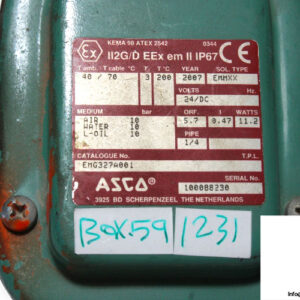 KEMA 98 ATEX 2542 0344 CE
Ex II2G/D EEx em II IP67
T amb. T cable °C T °C YEAR SOL TYPE
40 / 70 3 200 2007 EMMXX
VOLTS Hz.
24/DC
MEDIUM bar ORF. I WATTS
AIR 10 5.7 0.47 11.2
WATER 10
L-OIL 10
PIPE
1/4
CATALOGUE No. T.P.L.
EMG327A001
SERIAL No.
100088230
ASCO
3925 BD SCHERPENZEEL THE NETHERLANDS
Box59 1231